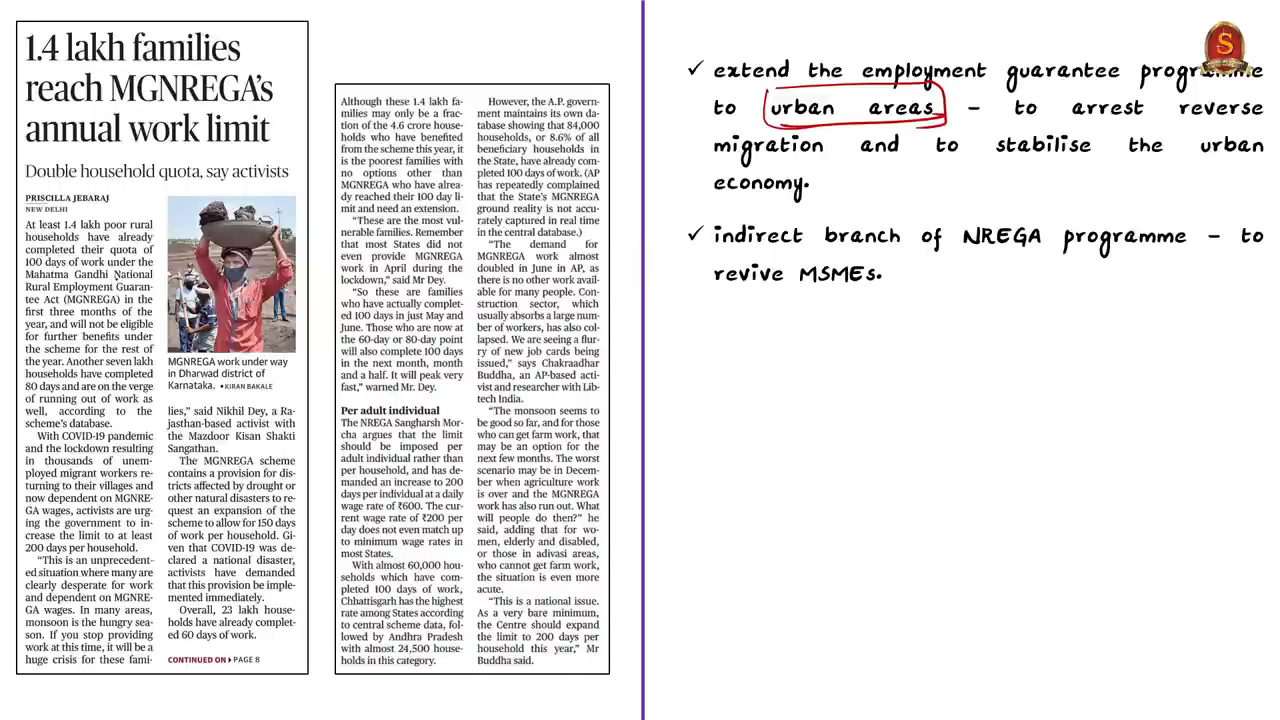 1.4 lakh families
reach MGNREGA's
annual work limit
Double household quota, say activists
PRISCILLA JEBARAJ
NEW DELHI
At least 1.4 lakh poor rural
households have already
completed their quota of
100 days of work under the
Mahatma Gandhi National
Rural Employment Guaran-
tee Act (MGNREGA) in the
first three months of the
year, and will not be eligible
for further benefits under
the scheme for the rest of
the year. Another seven lakh
households have completed
80 days and are on the verge
of running out of work as
well, according to the
scheme's database.
With COVID-19 pandemic
and the lockdown resulting
in thousands of unem-
ployed migrant workers re-
turning to their villages and
now dependent on MGNRE-
GA wages, activists are urg-
ing the government to in-
crease the limit to at least
200 days per household.
"This is an unprecedent-
ed situation where many are
clearly desperate for work
and dependent on MGNRE-
GA wages. In many areas,
monsoon is the hungry sea-
son. If you stop providing
work at this time, it will be a
huge crisis for these fami-
MGNREGA work under way
in Dharwad district of
Karnataka. • KIRAN BAKALE
lies," said Nikhil Dey, a Ra-
jasthan-based activist with
the Mazdoor Kisan Shakti
Sangathan.
The MGNREGA scheme
contains a provision for dis-
tricts affected by drought or
other natural disasters to re-
quest an expansion of the
scheme to allow for 150 days
of work per household. Gi-
ven that COVID-19 was de-
clared a national disaster,
activists have demanded
that this provision be imple-
mented immediately.
Overall, 23 lakh house-
holds have already complet-
ed 60 days of work.
CONTINUED ON PAGE 8
Although these 1.4 lakh fa-
milies may only be a frac-
tion of the 4.6 crore house-
holds who have benefited
from the scheme this year, it
is the poorest families with
no options other than
MGNREGA who have alrea-
dy reached their 100 day li-
mit and need an extension.
"These are the most vul-
nerable families. Remember
that most States did not
even provide MGNREGA
work in April during the
lockdown," said Mr Dey.
"So these are families
who have actually complet-
ed 100 days in just May and
June. Those who are now at
the 60-day or 80-day point
will also complete 100 days
in the next month, month
and a half. It will peak very
fast," warned Mr. Dey.
Per adult individual
The NREGA Sangharsh Mor-
cha argues that the limit
should be imposed per
adult individual rather than
per household, and has de-
manded an increase to 200
days per individual at a daily
wage rate of ₹600. The cur-
rent wage rate of ₹200 per
day does not even match up
to minimum wage rates in
most States.
With almost 60,000 hou-
seholds which have com-
pleted 100 days of work,
Chhattisgarh has the highest
rate among States according
to central scheme data, fol-
lowed by Andhra Pradesh
with almost 24,500 house-
holds in this category.
However, the A.P. govern-
ment maintains its own da-
tabase showing that 84,000
households, or 8.6% of all
beneficiary households in
the State, have already com-
pleted 100 days of work. (AP
has repeatedly complained
that the State's MGNREGA
ground reality is not accu-
rately captured in real time
in the central database.)
"The demand for
MGNREGA work almost
doubled in June in AP, as
there is no other work avail-
able for many people. Con-
struction sector, which
usually absorbs a large num-
ber of workers, has also col-
lapsed. We are seeing a flur-
ry of new job cards being
issued," says Chakraadhar
Buddha, an AP-based acti-
vist and researcher with Lib-
tech India.
"The monsoon seems to
be good so far, and for those
who can get farm work, that
may be an option for the
next few months. The worst
scenario may be in Decem-
ber when agriculture work
is over and the MGNREGA
work has also run out. What
will people do then?" he
said, adding that for wo-
men, elderly and disabled,
or those in adivasi areas,
who cannot get farm work,
the situation is even more
acute.
"This is a national issue.
As a very bare minimum,
the Centre should expand
the limit to 200 days per
household this year," Mr
Buddha said.
✓ extend the employment guarantee programme
to urban areas - to arrest reverse
migration and to stabilise the urban
economy.
✓ indirect branch of NREGA programme - to
revive MSMEs.
S